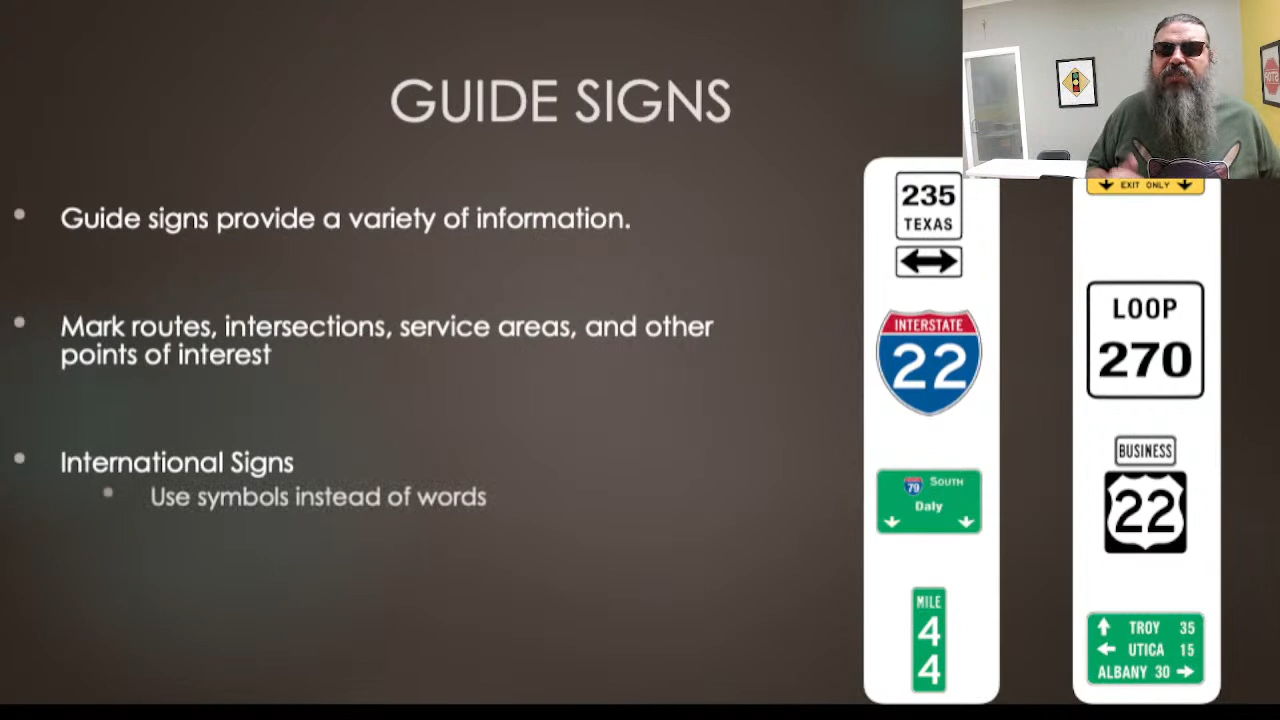 GUIDE SIGNS
Guide signs provide a variety of information.
Mark routes, intersections, service areas, and other
points of interest
International Signs
Use symbols instead of words
235
TEXAS
INTERSTATE
22
79 SOUTH
Daly
MILE
4
4
EXIT ONLY
LOOP
270
BUSINESS
22
TROY 35
UTICA 15
ALBANY 30
STOP